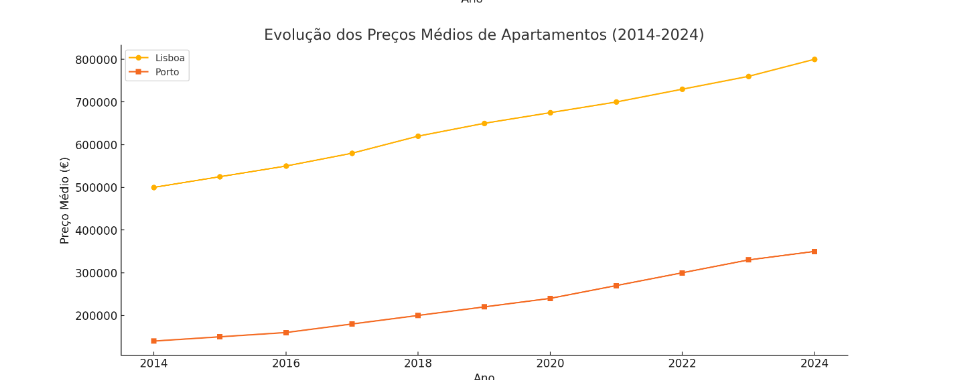 Ano
Evolução dos Preços Médios de Apartamentos (2014-2024)
Lisboa
Porto
Preço Médio (€)
800000
700000
600000
500000
400000
300000
200000
2014
2016
2018
2020
2022
2024
Ano